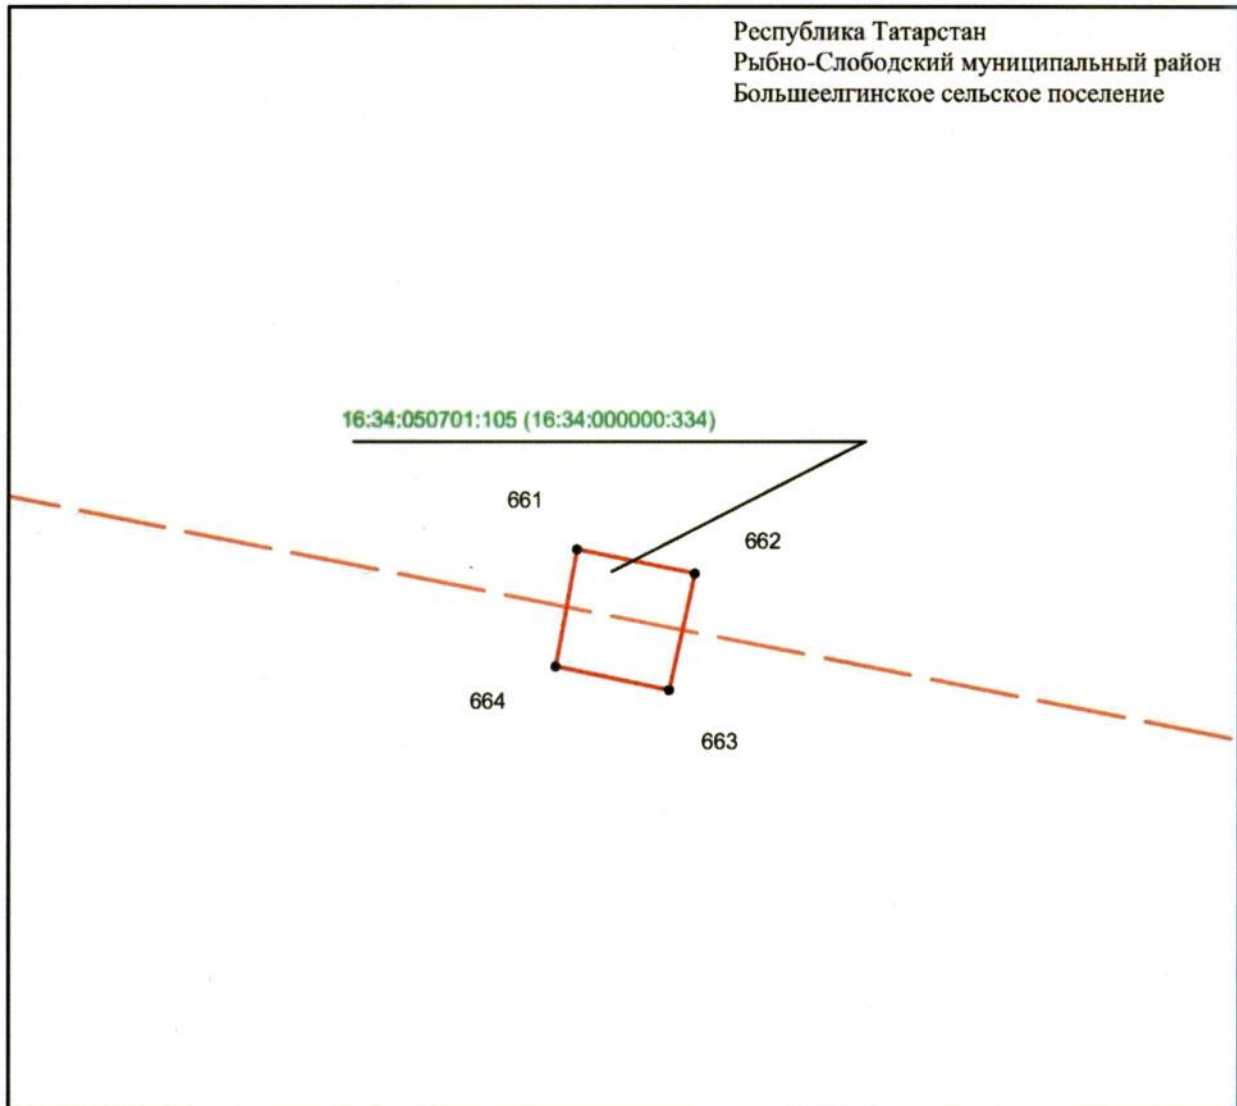 Республика Татарстан
Рыбно-Слободский муниципальный район
Большеелгинское сельское поселение
16:34:050701:105 (16:34:000000:334)
661
662
664
663